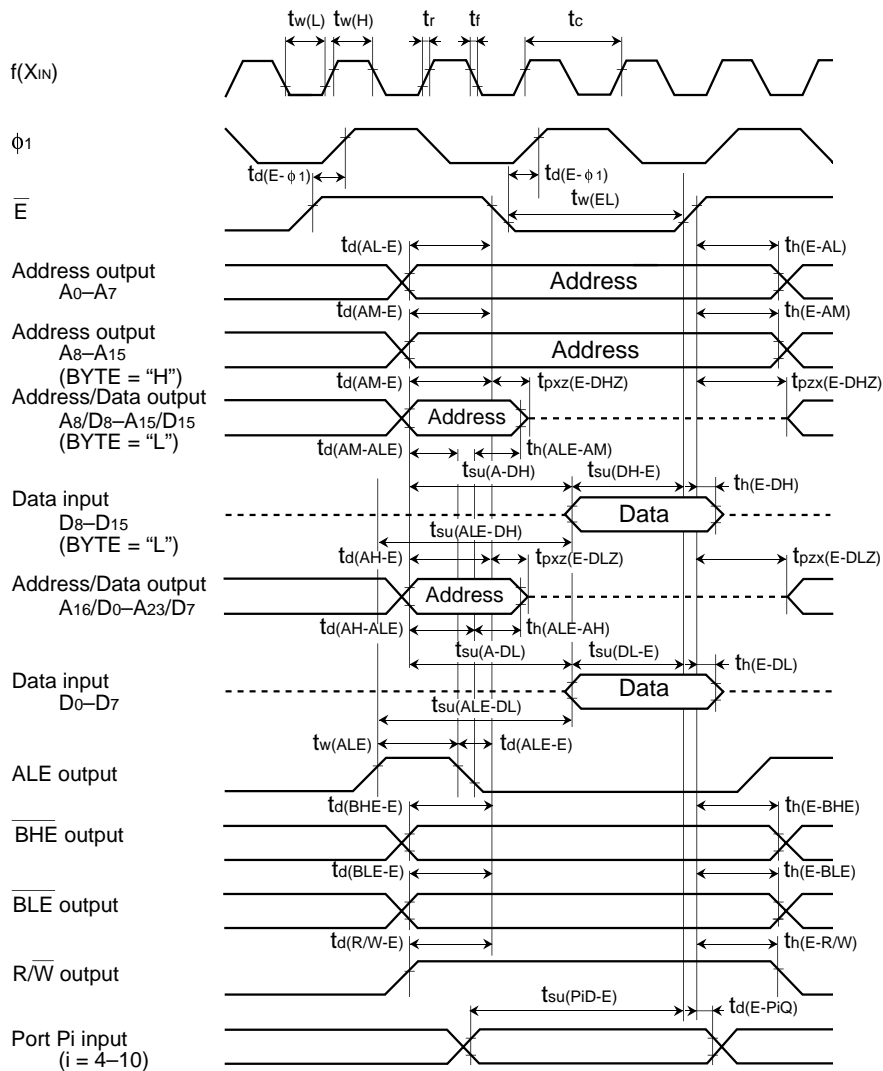 tw(L) tw(H) tr tf tc
f(XIN)
ϕ1
td(E-ϕ1) td(E-ϕ1)
E tw(EL)
td(AL-E) th(E-AL)
Address output
A0–A7 Address
td(AM-E) th(E-AM)
Address output
A8–A15 Address
(BYTE = “H”)
td(AM-E) tpxz(E-DHZ) tpzx(E-DHZ)
Address/Data output
A8/D8–A15/D15 Address
(BYTE = “L”)
td(AM-ALE) th(ALE-AM)
tsu(A-DH) tsu(DH-E) th(E-DH)
Data input
D8–D15 Data
(BYTE = “L”) tsu(ALE-DH)
td(AH-E) tpxz(E-DLZ) tpzx(E-DLZ)
Address/Data output Address
A16/D0–A23/D7
td(AH-ALE) th(ALE-AH)
tsu(A-DL) tsu(DL-E) th(E-DL)
Data input Data
D0–D7
tsu(ALE-DL)
tw(ALE) td(ALE-E)
ALE output
td(BHE-E) th(E-BHE)
BHE output
td(BLE-E) th(E-BLE)
BLE output
td(R/W-E) th(E-R/W)
R/W output
tsu(PiD-E) td(E-PiQ)
Port Pi input
(i = 4–10)